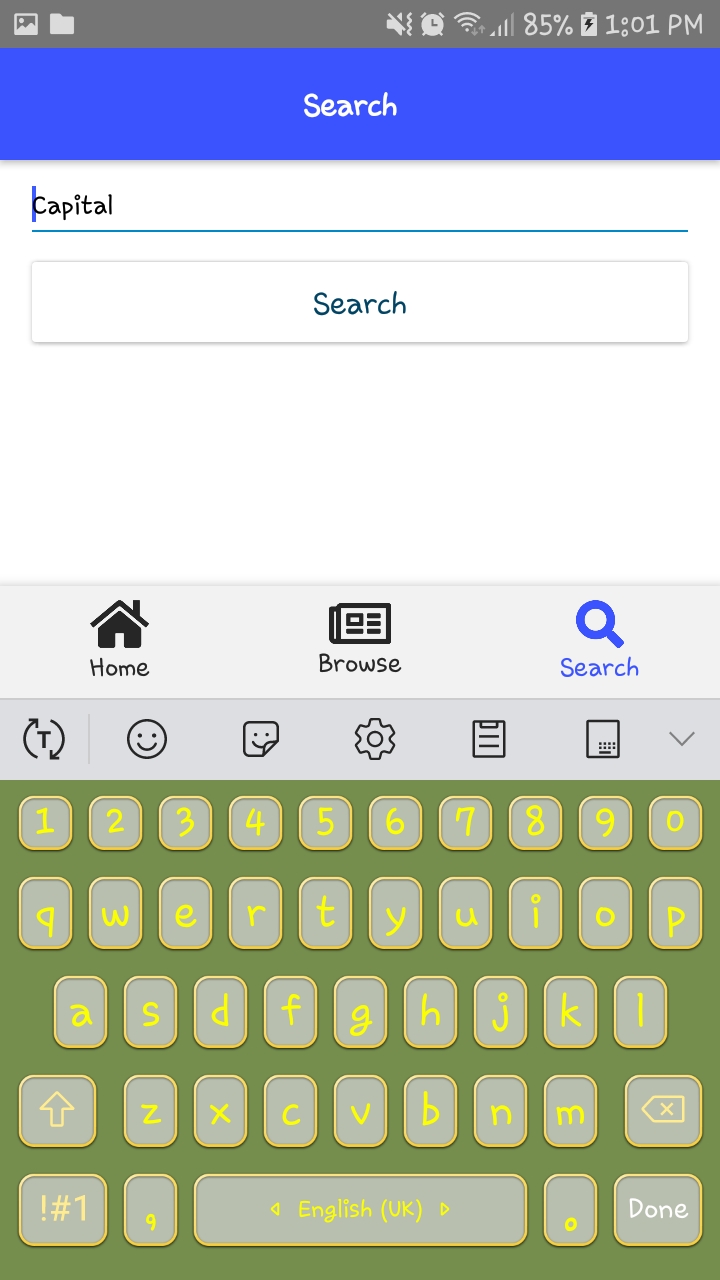 85% 1:01 PM
Search
Capital
Search
Home Browse Search
T
1 2 3 4 5 6 7 8 9 0
q w e r t y u i o p
a s d f g h j k l
z x c v b n m
!#1 , English (UK) . Done